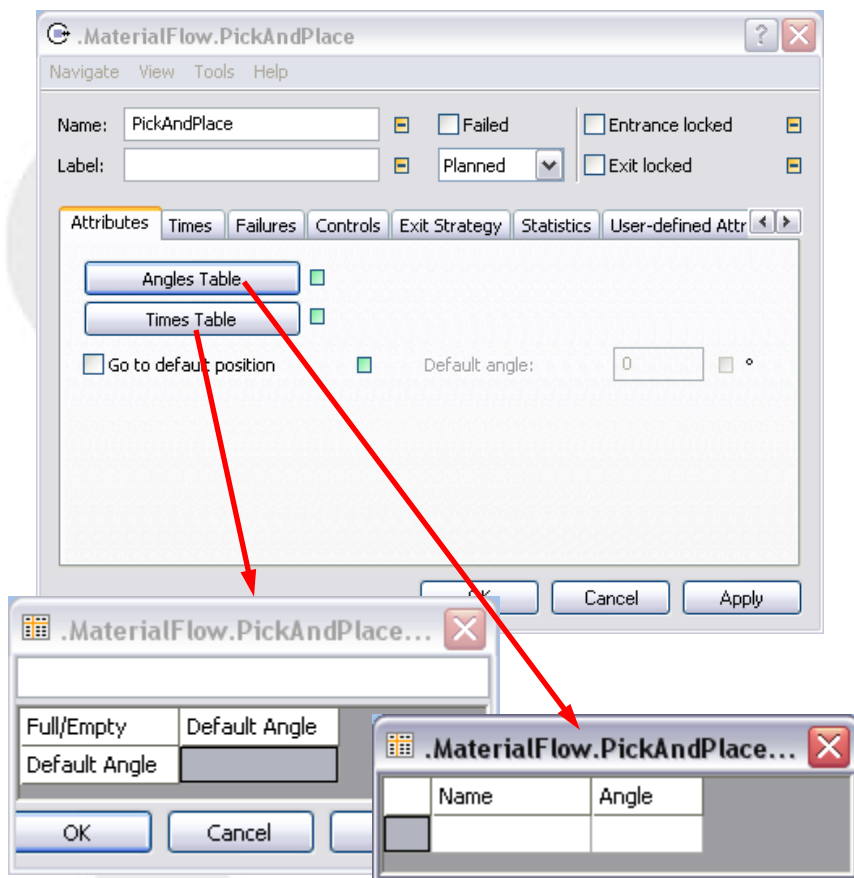 .MaterialFlow.PickAndPlace
Navigate View Tools Help
Name: PickAndPlace Failed Entrance locked
Label: Planned Exit locked
Attributes Times Failures Controls Exit Strategy Statistics User-defined Attr
Angles Table
Times Table
Go to default position Default angle: 0 °
OK Cancel Apply
.MaterialFlow.PickAndPlace...
Full/Empty Default Angle
Default Angle
OK Cancel
.MaterialFlow.PickAndPlace...
Name Angle